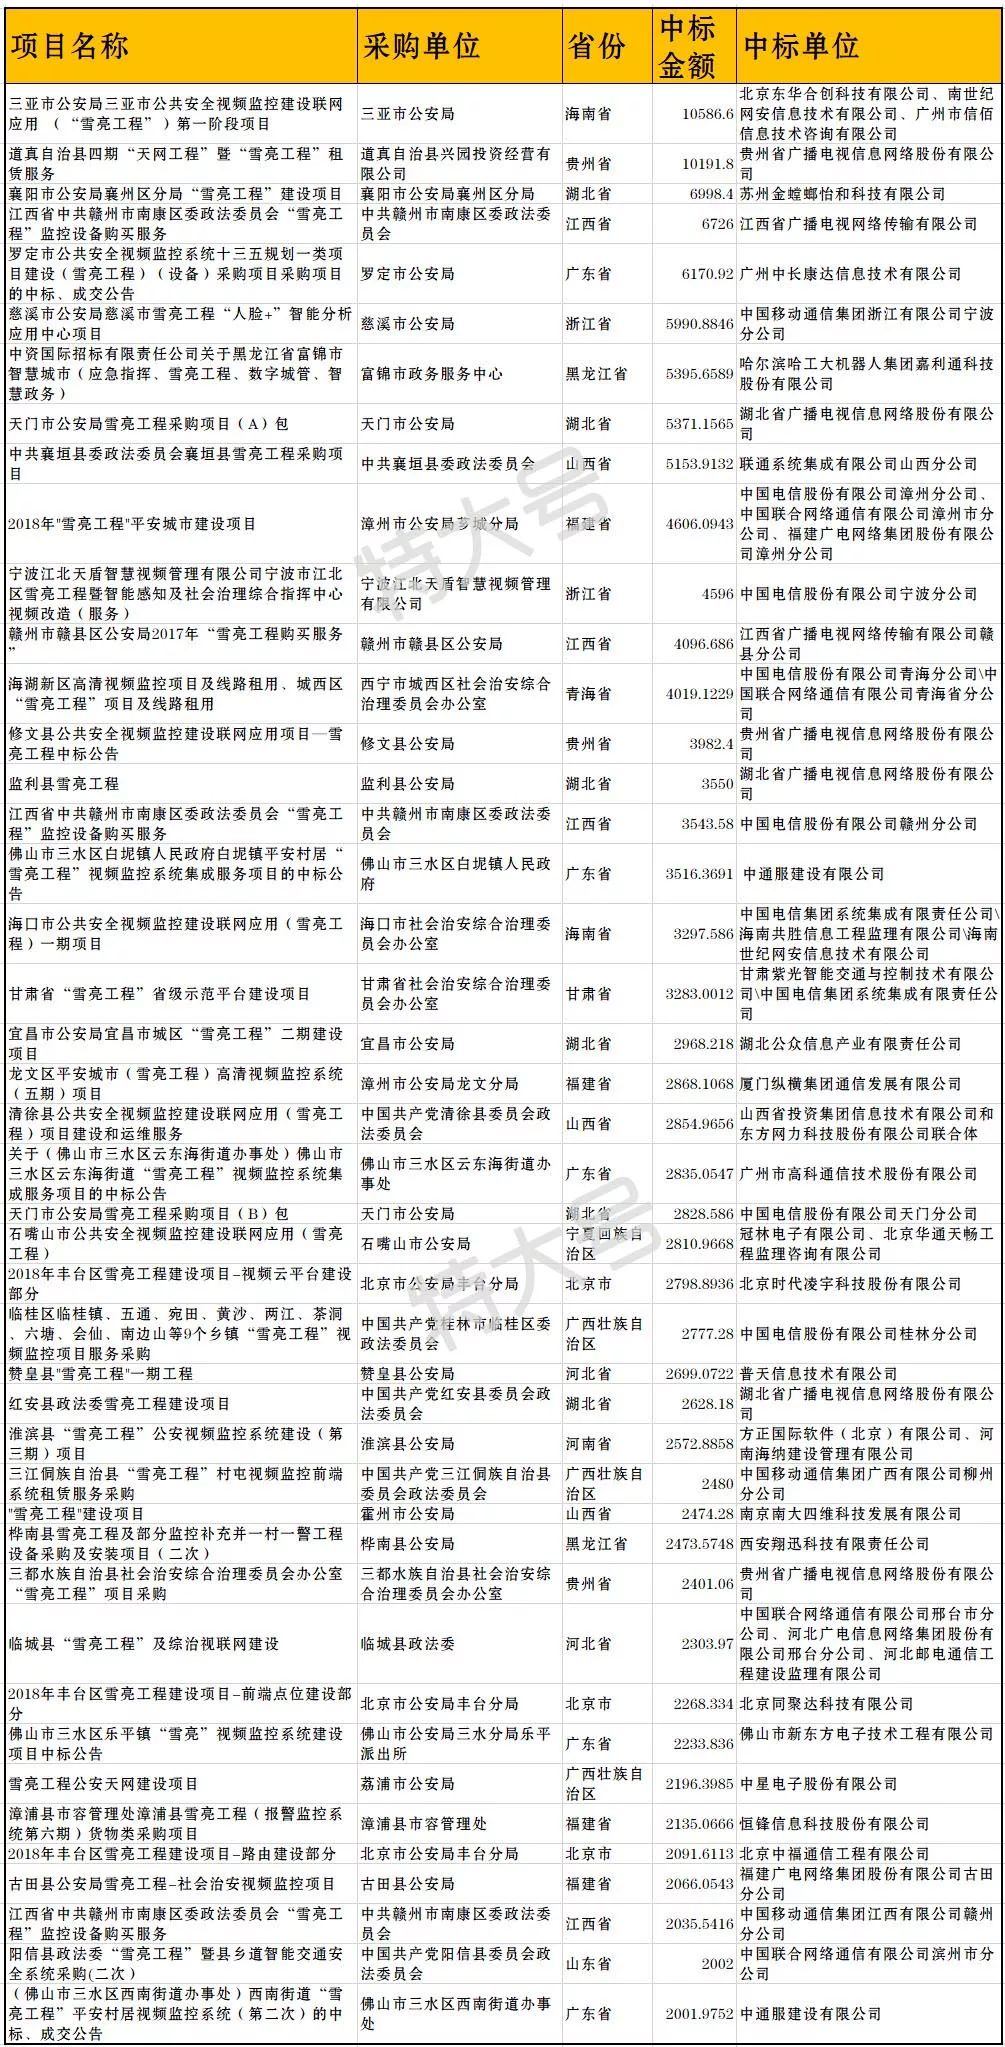 项目名称 采购单位 省份 中标金额 中标单位
三亚市公安局三亚市公共安全视频监控建设联网应用 （ “雪亮工程” ）第一阶段项目 三亚市公安局 海南省 10586.6 北京东华合创科技有限公司、南世纪网安信息技术有限公司、广州市信佰信息技术咨询有限公司
道真自治县四期“天网工程”暨“雪亮工程”租赁服务 道真自治县兴园投资经营有限公司 贵州省 10191.8 贵州省广播电视信息网络股份有限公司
襄阳市公安局襄州区分局“雪亮工程”建设项目 襄阳市公安局襄州区分局 湖北省 6998.4 苏州金螳螂怡和科技有限公司
江西省中共赣州市南康区委政法委员会“雪亮工程”监控设备购买服务 中共赣州市南康区委政法委员会 江西省 6726 江西省广播电视网络传输有限公司
罗定市公共安全视频监控系统十三五规划一类项目建设（雪亮工程）（设备）采购项目采购项目的中标、成交公告 罗定市公安局 广东省 6170.92 广州中长康达信息技术有限公司
慈溪市公安局慈溪市雪亮工程“人脸+”智能分析应用中心项目 慈溪市公安局 浙江省 5990.8846 中国移动通信集团浙江有限公司宁波分公司
中资国际招标有限责任公司关于黑龙江省富锦市智慧城市（应急指挥、雪亮工程、数字城管、智慧政务） 富锦市政务服务中心 黑龙江省 5395.6589 哈尔滨哈工大机器人集团嘉利通科技股份有限公司
天门市公安局雪亮工程采购项目（A）包 天门市公安局 湖北省 5371.1565 湖北省广播电视信息网络股份有限公司
中共襄垣县委政法委员会襄垣县雪亮工程采购项目 中共襄垣县委政法委员会 山西省 5153.9132 联通系统集成有限公司山西分公司
2018年"雪亮工程"平安城市建设项目 漳州市公安局芗城分局 福建省 4606.0943 中国电信股份有限公司漳州分公司、中国联合网络通信有限公司漳州市分公司、福建广电网络集团股份有限公司漳州分公司
宁波江北天盾智慧视频管理有限公司宁波市江北区雪亮工程暨智能感知及社会治理综合指挥中心视频改造（服务） 宁波江北天盾智慧视频管理有限公司 浙江省 4596 中国电信股份有限公司宁波分公司
赣州市赣县区公安局2017年“雪亮工程购买服务” 赣州市赣县区公安局 江西省 4096.686 江西省广播电视网络传输有限公司赣县分公司
海湖新区高清视频监控项目及线路租用、城西区“雪亮工程”项目及线路租用 西宁市城西区社会治安综合治理委员会办公室 青海省 4019.1229 中国电信股份有限公司青海分公司\中国联合网络通信有限公司青海省分公司
修文县公共安全视频监控建设联网应用项目—雪亮工程中标公告 修文县公安局 贵州省 3982.4 贵州省广播电视信息网络股份有限公司
监利县雪亮工程 监利县公安局 湖北省 3550 湖北省广播电视信息网络股份有限公司
江西省中共赣州市南康区委政法委员会“雪亮工程”监控设备购买服务 中共赣州市南康区委政法委员会 江西省 3543.58 中国电信股份有限公司赣州分公司
佛山市三水区白坭镇人民政府白坭镇平安村居“雪亮工程”视频监控系统集成服务项目的中标公告 佛山市三水区白坭镇人民政府 广东省 3516.3691 中通服建设有限公司
海口市公共安全视频监控建设联网应用（雪亮工程）一期项目 海口市社会治安综合治理委员会办公室 海南省 3297.586 中国电信集团系统集成有限责任公司\海南共胜信息工程监理有限公司\海南世纪网安信息技术有限公司
甘肃省“雪亮工程”省级示范平台建设项目 甘肃省社会治安综合治理委员会办公室 甘肃省 3283.0012 甘肃紫光智能交通与控制技术有限公司\中国电信集团系统集成有限责任公司
宜昌市公安局宜昌市城区“雪亮工程”二期建设项目 宜昌市公安局 湖北省 2968.218 湖北公众信息产业有限责任公司
龙文区平安城市（雪亮工程）高清视频监控系统（五期）项目 漳州市公安局龙文分局 福建省 2868.1068 厦门纵横集团通信发展有限公司
清徐县公共安全视频监控建设联网应用（雪亮工程）项目建设和运维服务 中国共产党清徐县委员会政法委员会 山西省 2854.9656 山西省投资集团信息技术有限公司和东方网力科技股份有限公司联合体
关于（佛山市三水区云东海街道办事处）佛山市三水区云东海街道“雪亮工程”视频监控系统集成服务项目的中标公告 佛山市三水区云东海街道办事处 广东省 2835.0547 广州市高科通信技术股份有限公司
天门市公安局雪亮工程采购项目（B）包 天门市公安局 湖北省 2828.586 中国电信股份有限公司天门分公司
石嘴山市公共安全视频监控建设联网应用（雪亮工程） 石嘴山市公安局 宁夏回族自治区 2810.9668 冠林电子有限公司、北京华通天畅工程监理咨询有限公司
2018年丰台区雪亮工程建设项目-视频云平台建设部分 北京市公安局丰台分局 北京市 2798.8936 北京时代凌宇科技股份有限公司
临桂区临桂镇、五通、宛田、黄沙、两江、茶洞、六塘、会仙、南边山等9个乡镇“雪亮工程”视频监控项目服务采购 中国共产党桂林市临桂区委政法委员会 广西壮族自治区 2777.28 中国电信股份有限公司桂林分公司
赞皇县"雪亮工程"一期工程 赞皇县公安局 河北省 2699.0722 普天信息技术有限公司
红安县政法委雪亮工程建设项目 中国共产党红安县委员会政法委员会 湖北省 2628.18 湖北省广播电视信息网络股份有限公司
淮滨县“雪亮工程”公安视频监控系统建设（第三期）项目 淮滨县公安局 河南省 2572.8858 方正国际软件（北京）有限公司、河南海纳建设管理有限公司
三江侗族自治县“雪亮工程”村屯视频监控前端系统租赁服务采购 中国共产党三江侗族自治县委员会政法委员会 广西壮族自治区 2480 中国移动通信集团广西有限公司柳州分公司
"雪亮工程"建设项目 霍州市公安局 山西省 2474.28 南京南大四维科技发展有限公司
桦南县雪亮工程及部分监控补充并一村一警工程设备采购及安装项目（二次） 桦南县公安局 黑龙江省 2473.5748 西安翔迅科技有限责任公司
三都水族自治县社会治安综合治理委员会办公室“雪亮工程”项目采购 三都水族自治县社会治安综合治理委员会办公室 贵州省 2401.06 贵州省广播电视信息网络股份有限公司
临城县“雪亮工程”及综治视联网建设 临城县政法委 河北省 2303.97 中国联合网络通信有限公司邢台市分公司、河北广电信息网络集团股份有限公司邢台分公司、河北邮电通信工程建设监理有限公司
2018年丰台区雪亮工程建设项目-前端点位建设部分 北京市公安局丰台分局 北京市 2268.334 北京同聚达科技有限公司
佛山市三水区乐平镇“雪亮”视频监控系统建设项目中标公告 佛山市公安局三水分局乐平派出所 广东省 2233.836 佛山市新东方电子技术工程有限公司
雪亮工程公安天网建设项目 荔浦市公安局 广西壮族自治区 2196.3985 中星电子股份有限公司
漳浦县市容管理处漳浦县雪亮工程（报警监控系统第六期）货物类采购项目 漳浦县市容管理处 福建省 2135.0666 恒锋信息科技股份有限公司
2018年丰台区雪亮工程建设项目-路由建设部分 北京市公安局丰台分局 北京市 2091.6113 北京中福通信工程有限公司
古田县公安局雪亮工程-社会治安视频监控项目 古田县公安局 福建省 2066.0543 福建广电网络集团股份有限公司古田分公司
江西省中共赣州市南康区委政法委员会“雪亮工程”监控设备购买服务 中共赣州市南康区委政法委员会 江西省 2035.5416 中国移动通信集团江西有限公司赣州分公司
阳信县政法委“雪亮工程”暨县乡道智能交通安全系统采购(二次） 中国共产党阳信县委员会政法委员会 山东省 2002 中国联合网络通信有限公司滨州市分公司
（佛山市三水区西南街道办事处）西南街道“雪亮工程”平安村居视频监控系统（第二次）的中标、成交公告 佛山市三水区西南街道办事处 广东省 2001.9752 中通服建设有限公司
特大号
特大号